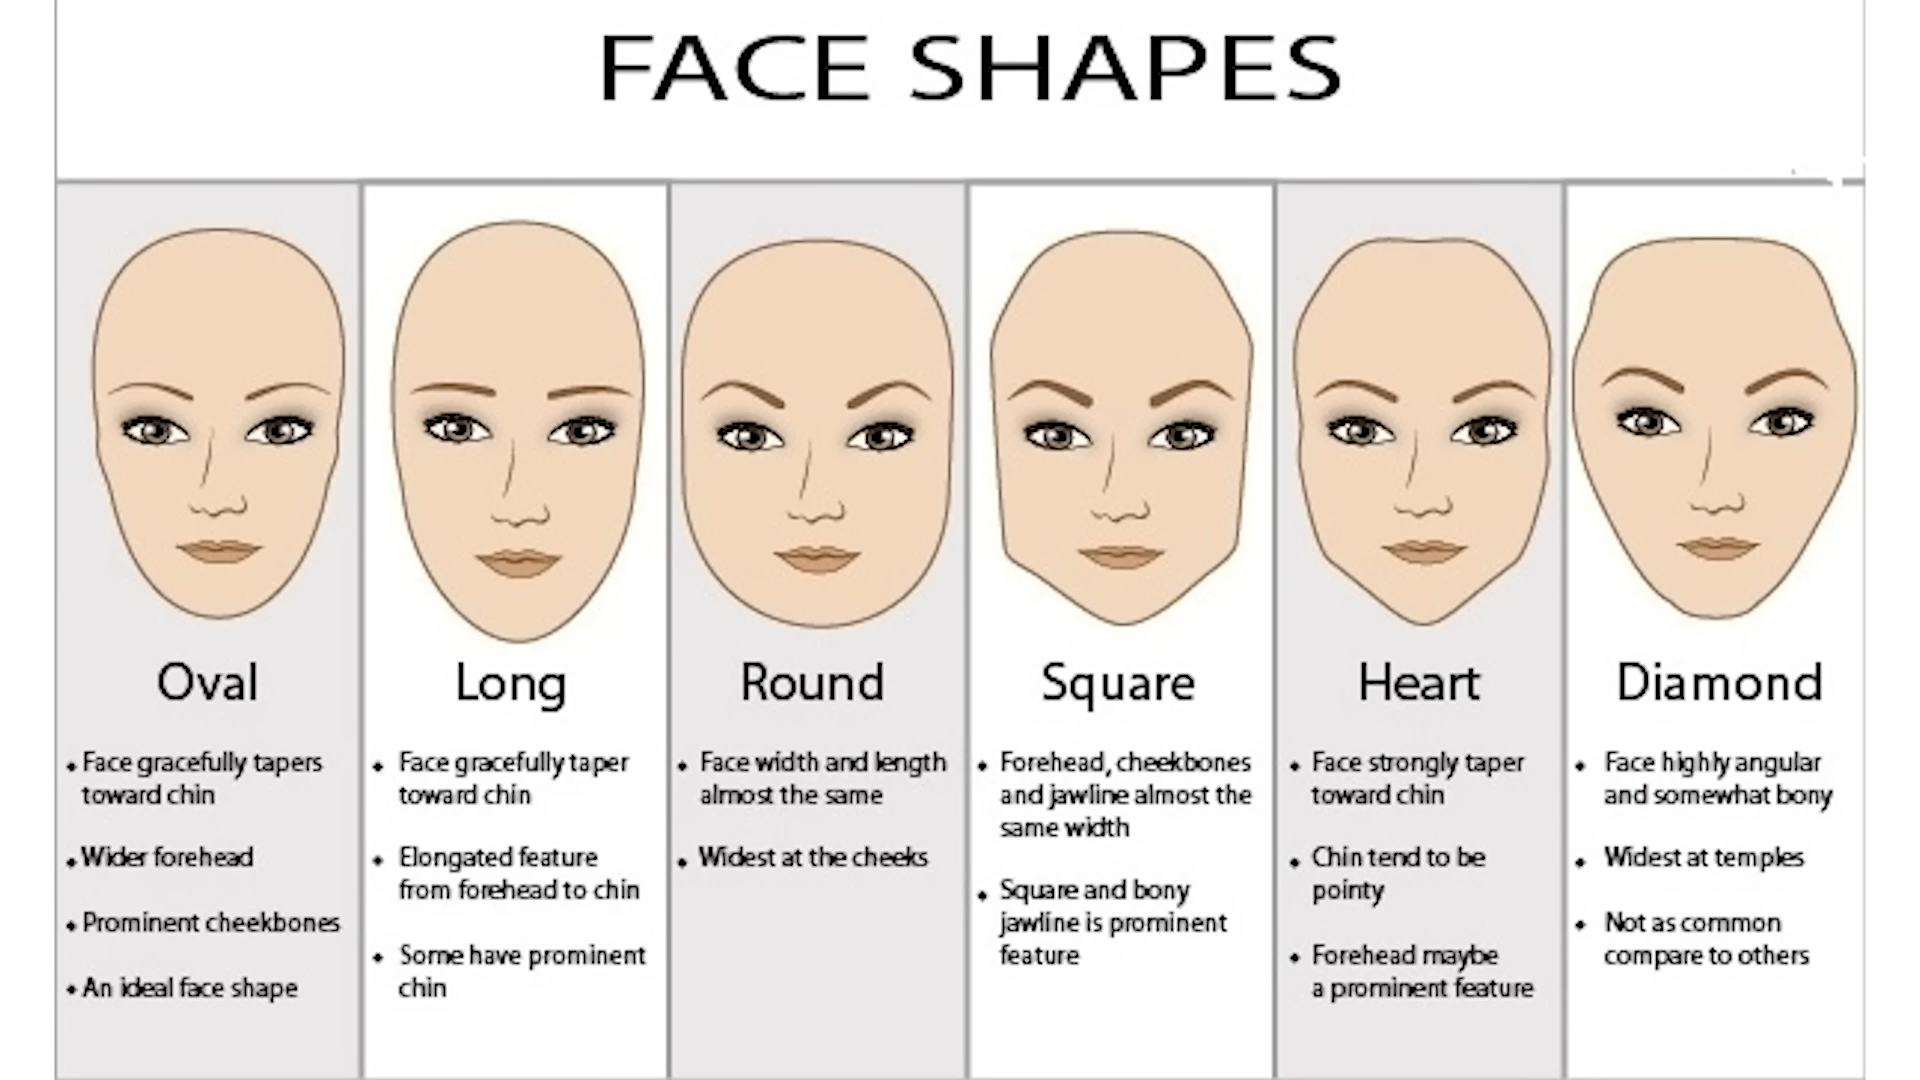 FACE SHAPES
Oval
• Face gracefully tapers
toward chin
• Wider forehead
• Prominent cheekbones
• An ideal face shape
Long
• Face gracefully taper
toward chin
• Elongated feature
from forehead to chin
• Some have prominent
chin
Round
• Face width and length
almost the same
• Widest at the cheeks
Square
• Forehead, cheekbones
and jawline almost the
same width
• Square and bony
jawline is prominent
feature
Heart
• Face strongly taper
toward chin
• Chin tend to be
pointy
• Forehead maybe
a prominent feature
Diamond
• Face highly angular
and somewhat bony
• Widest at temples
• Not as common
compare to others